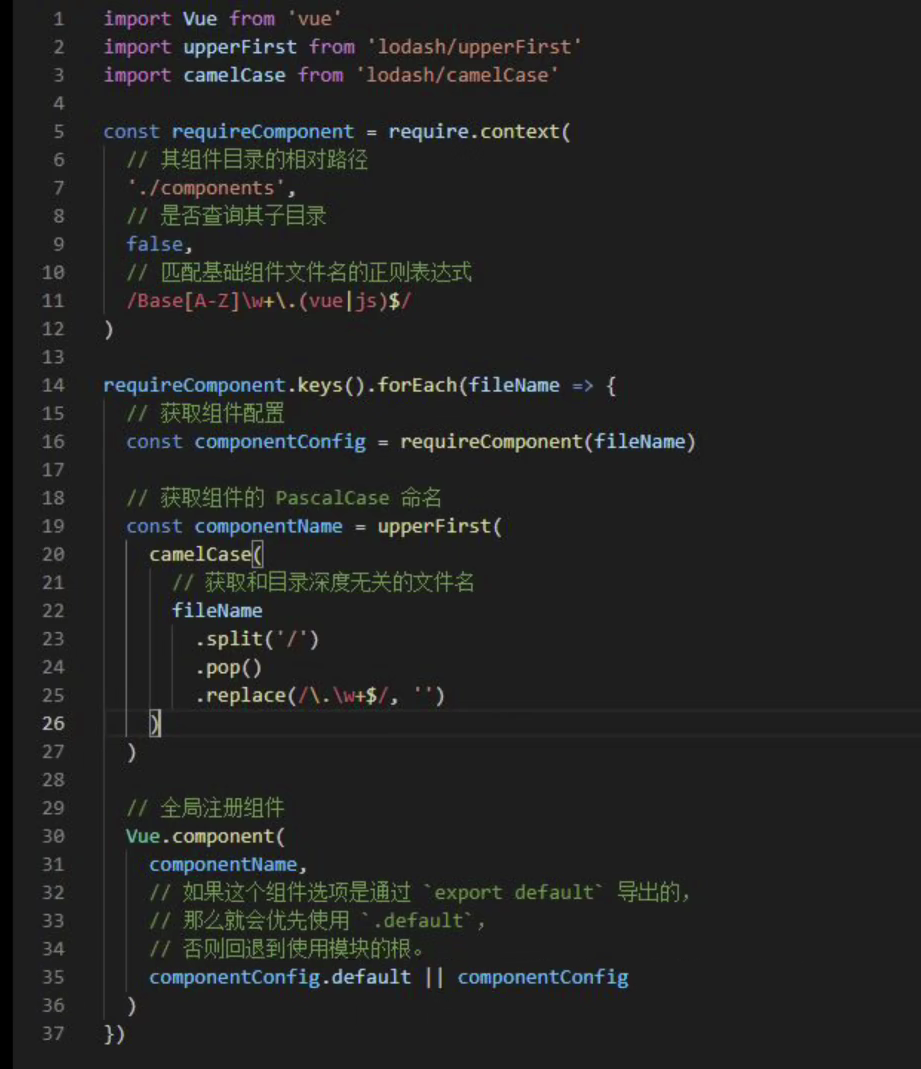 1 import Vue from 'vue'
2 import upperFirst from 'lodash/upperFirst'
3 import camelCase from 'lodash/camelCase'
4
5 const requireComponent = require.context(
6   // 其组件目录的相对路径
7   './components',
8   // 是否查询其子目录
9   false,
10   // 匹配基础组件文件名的正则表达式
11   /Base[A-Z]\w+\.(vue|js)$/
12 )
13
14 requireComponent.keys().forEach(fileName => {
15   // 获取组件配置
16   const componentConfig = requireComponent(fileName)
17
18   // 获取组件的 PascalCase 命名
19   const componentName = upperFirst(
20     camelCase(
21       // 获取和目录深度无关的文件名
22       fileName
23         .split('/')
24         .pop()
25         .replace(/\.\w+$/, '')
26     )
27   )
28
29   // 全局注册组件
30   Vue.component(
31     componentName,
32     // 如果这个组件选项是通过 `export default` 导出的，
33     // 那么就会优先使用 `.default`，
34     // 否则回退到使用模块的根。
35     componentConfig.default || componentConfig
36   )
37 })